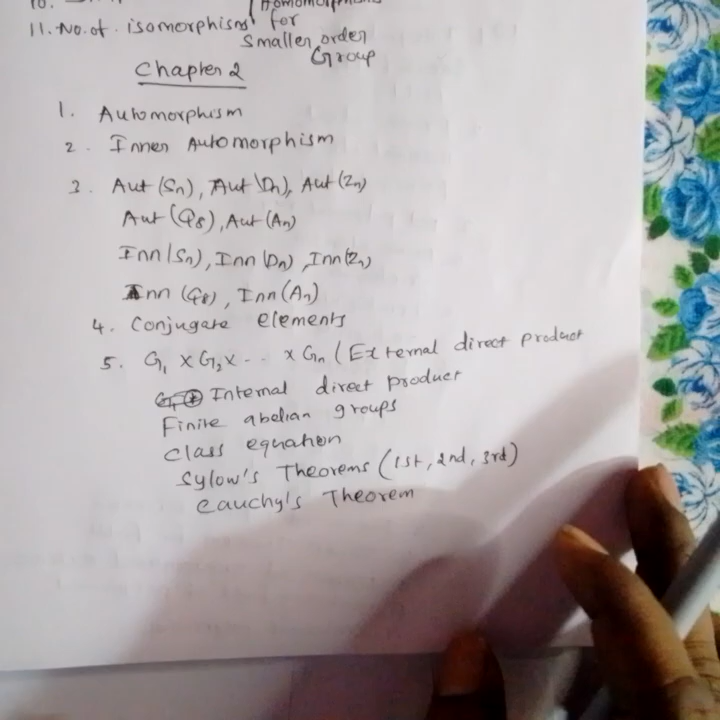 10.
Homomorphisms
11. No. of isomorphisms for
Smaller order
Group
Chapter 2
1. Automorphism
2. Inner Automorphism
3. Aut (Sn), Aut (Dn), Aut (Zn)
Aut (Q8), Aut (An)
Inn (Sn), Inn (Dn), Inn (Zn)
Inn (Q8), Inn (An)
4. Conjugate elements
5. G1 × G2 × -- × Gn (External direct product
Internal direct product
Finite abelian groups
Class equation
Sylow's Theorems (1st, 2nd, 3rd)
Cauchy's Theorem